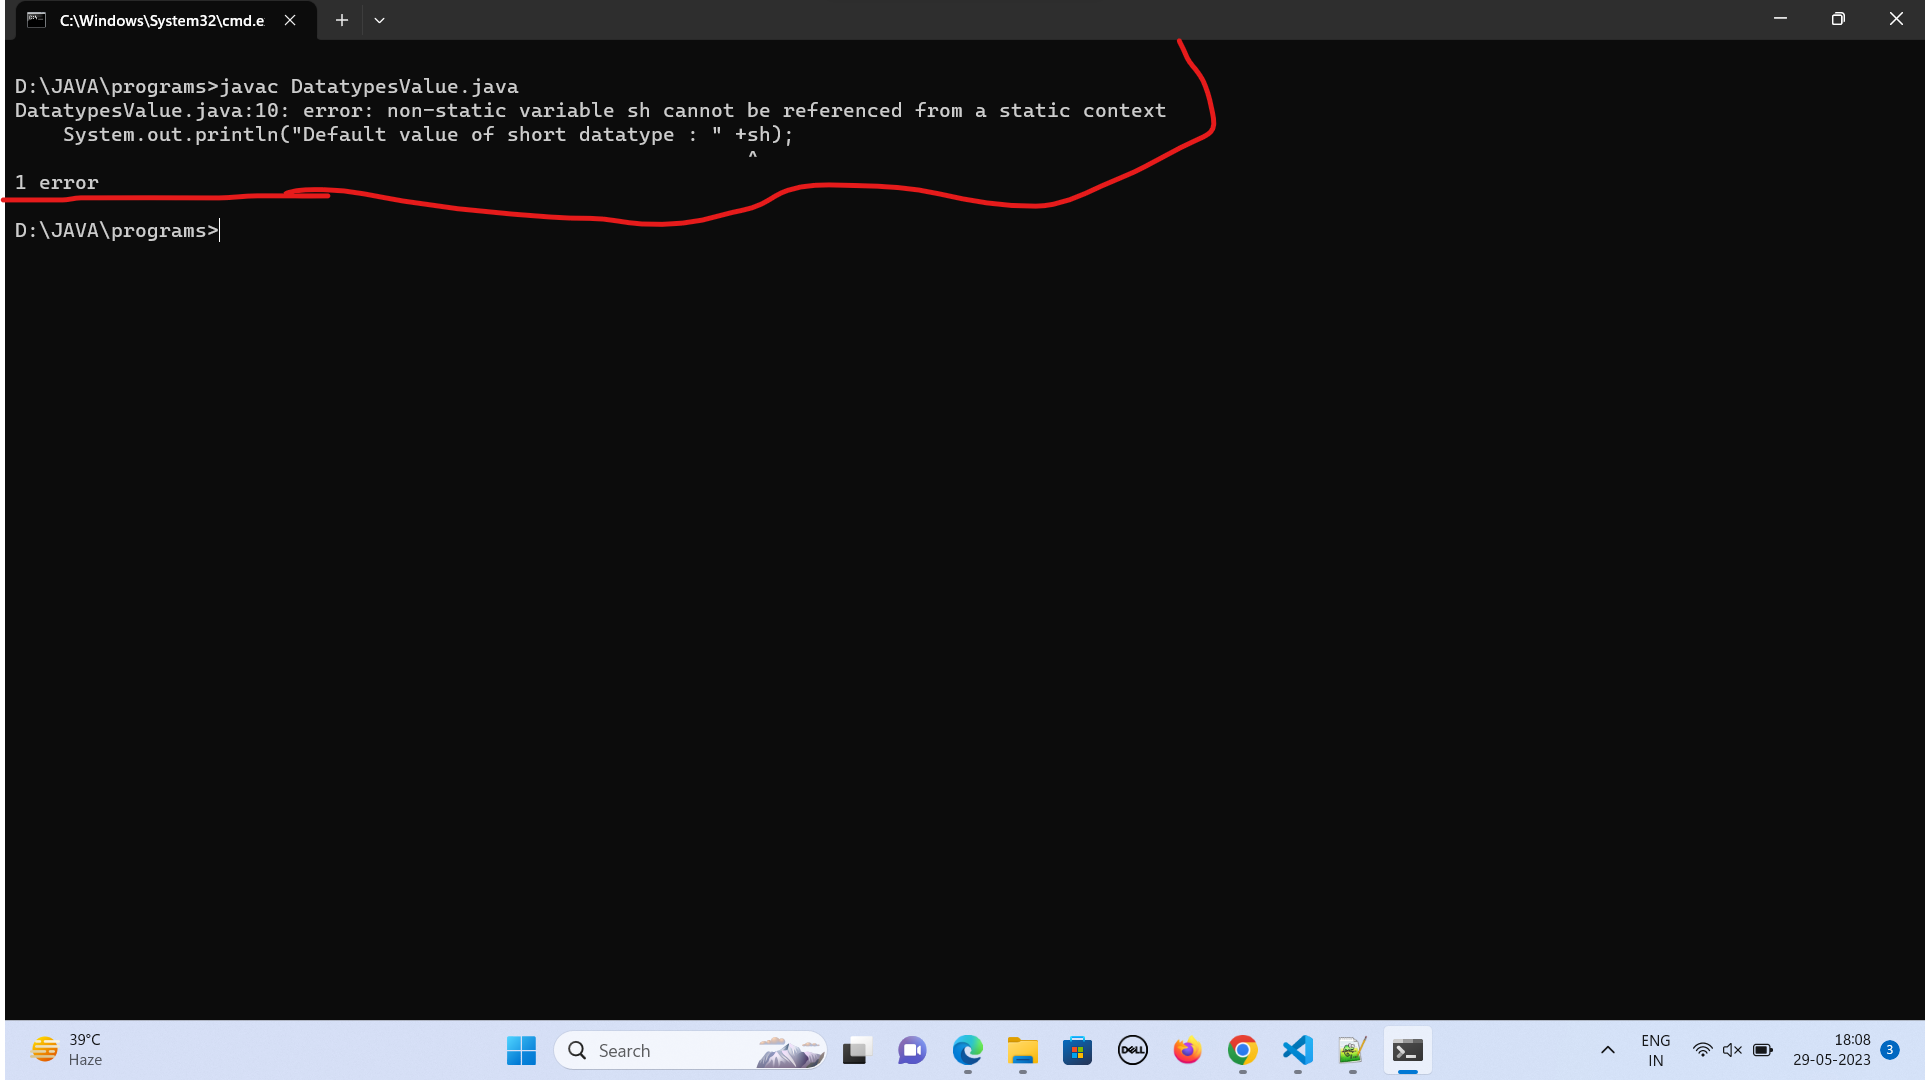 C:\Windows\System32\cmd.e
D:\JAVA\programs>javac DatatypesValue.java
DatatypesValue.java:10: error: non-static variable sh cannot be referenced from a static context
System.out.println("Default value of short datatype : " +sh);
^
1 error
D:\JAVA\programs>
39°C
Haze
Search
DELL
ENG
IN
18:08
29-05-2023
3